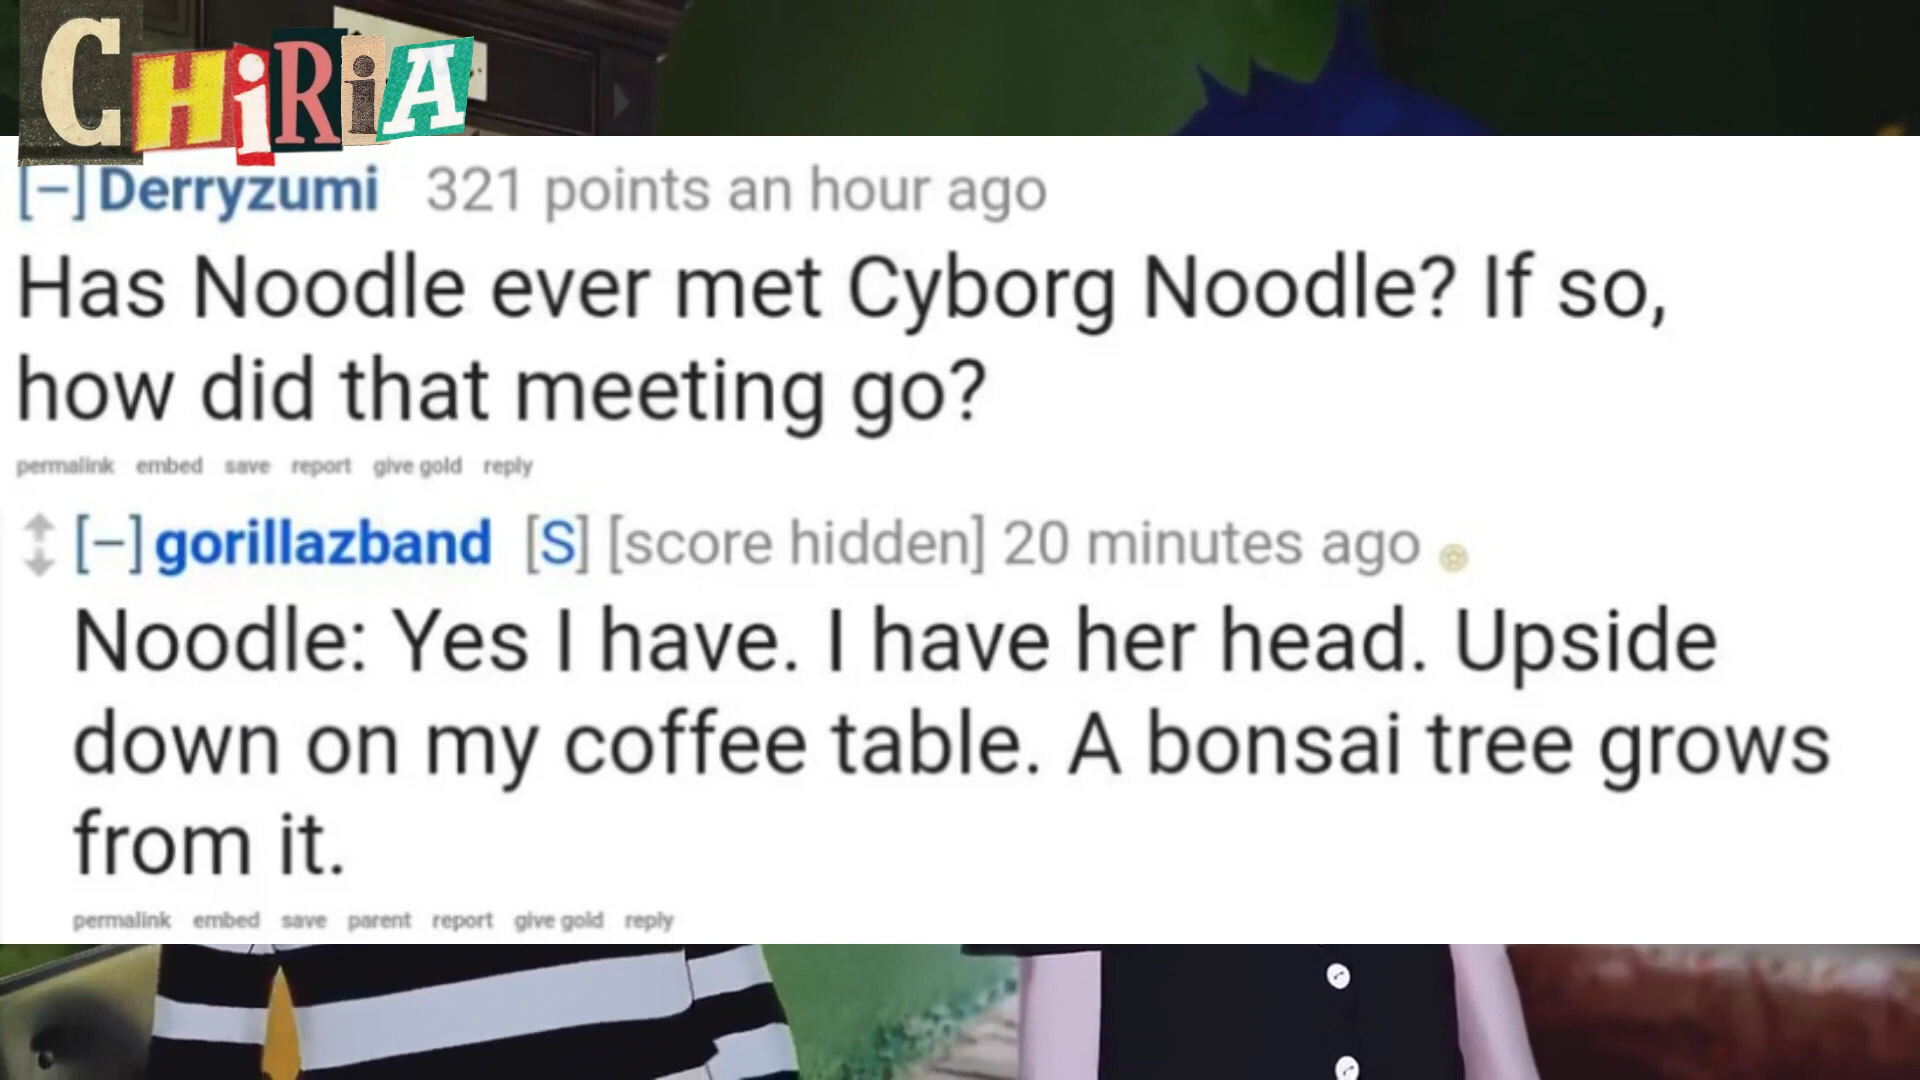 CHiRiA
[–] Derryzumi 321 points an hour ago
Has Noodle ever met Cyborg Noodle? If so,
how did that meeting go?
permalink embed save report give gold reply
[–] gorillazband [S] [score hidden] 20 minutes ago
Noodle: Yes I have. I have her head. Upside
down on my coffee table. A bonsai tree grows
from it.
permalink embed save parent report give gold reply